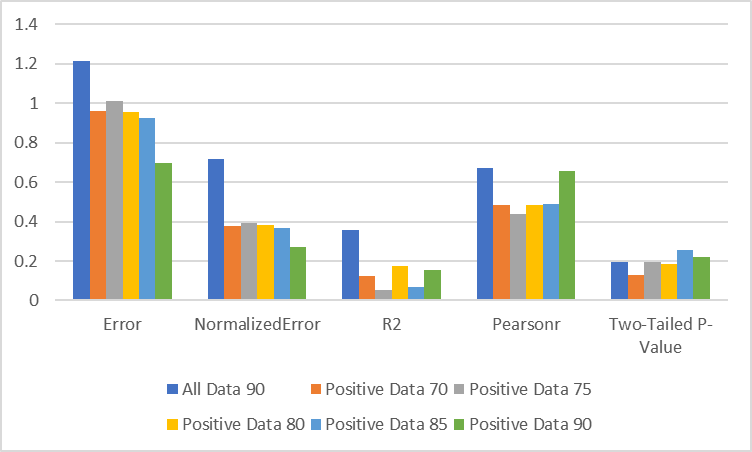 1.4
1.2
1
0.8
0.6
0.4
0.2
0
Error
NormalizedError
R2
Pearsonr
Two-Tailed P-
Value
All Data 90
Positive Data 70
Positive Data 75
Positive Data 80
Positive Data 85
Positive Data 90